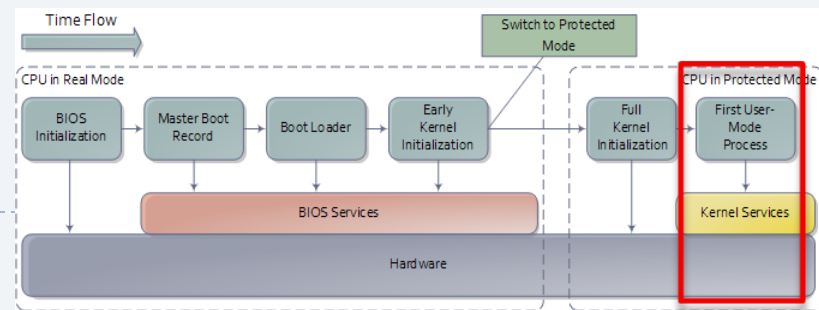 Time Flow
Switch to Protected
Mode
CPU in Real Mode
CPU in Protected Mode
BIOS
Initialization
Master Boot
Record
Boot Loader
Early
Kernel
Initialization
Full
Kernel
Initialization
First User-
Mode
Process
BIOS Services
Kernel Services
Hardware